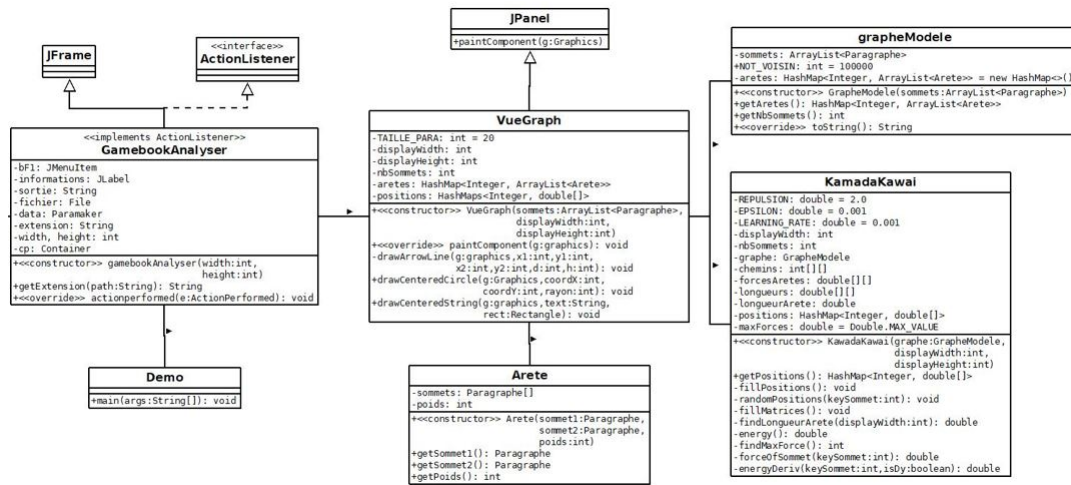 JFrame
<<interface>>
ActionListener
JPanel
+paintComponent(g:Graphics)
<<implements ActionListener>>
GamebookAnalyser
-bF1: JMenuItem
-informations: JLabel
-sortie: String
-fichier: File
-data: Paramaker
-extension: String
-width, height: int
-cp: Container
+<<constructor>> gamebookAnalyser(width:int,
height:int)
+getExtension(path:String): String
+<<override>> actionperformed(e:ActionPerformed): void
Demo
+main(args:String[]): void
VueGraph
-TAILLE_PARA: int = 20
-displayWidth: int
-displayHeight: int
-nbSommets: int
-aretes: HashMap<Integer, ArrayList<Arete>>
-positions: HashMaps<Integer, double[]>
+<<constructor>> VueGraph(sommets:ArrayList<Paragraphe>,
displayWidth:int,
displayHeight:int)
+<<override>> paintComponent(g:graphics): void
-drawArrowLine(g:graphics,x1:int,y1:int,
x2:int,y2:int,d:int,h:int): void
+drawCenteredCircle(g:Graphics,coordX:int,
coordY:int,rayon:int): void
-drawCenteredString(g:graphics,text:String,
rect:Rectangle): void
Arete
-sommets: Paragraphe[]
-poids: int
+<<constructor>> Arete(sommet1:Paragraphe,
sommet2:Paragraphe,
poids:int)
+getSommet1(): Paragraphe
+getSommet2(): Paragraphe
+getPoids(): int
grapheModele
-sommets: ArrayList<Paragraphe>
+NOT_VOISIN: int = 100000
-aretes: HashMap<Integer, ArrayList<Arete>> = new HashMap<>()
+<<constructor>> GrapheModele(sommets:ArrayList<Paragraphe>)
+getAretes(): HashMap<Integer, ArrayList<Arete>>
+getNbSommets(): int
+<<override>> toString(): String
KamadaKawai
-REPULSION: double = 2.0
-EPSILON: double = 0.001
-LEARNING_RATE: double = 0.001
-displayWidth: int
-nbSommets: int
-graphe: GrapheModele
-chemins: int[][]
-forcesAretes: double[][]
-longueurs: double[][]
-longueurArete: double
-positions: HashMap<Integer, double[]>
-maxForces: double = Double.MAX_VALUE
+<<constructor>> KawadaKawai(graphe:GrapheModele,
displayWidth:int,
displayHeight:int)
+getPositions(): HashMap<Integer, double[]>
-fillPositions(): void
-randomPositions(keySommet:int): void
-fillMatrices(): void
-findLongueurArete(displayWidth:int): double
-energy(): double
-findMaxForce(): int
-forceOfSommet(keySommet:int): double
-energyDeriv(keySommet:int,isDy:boolean): double